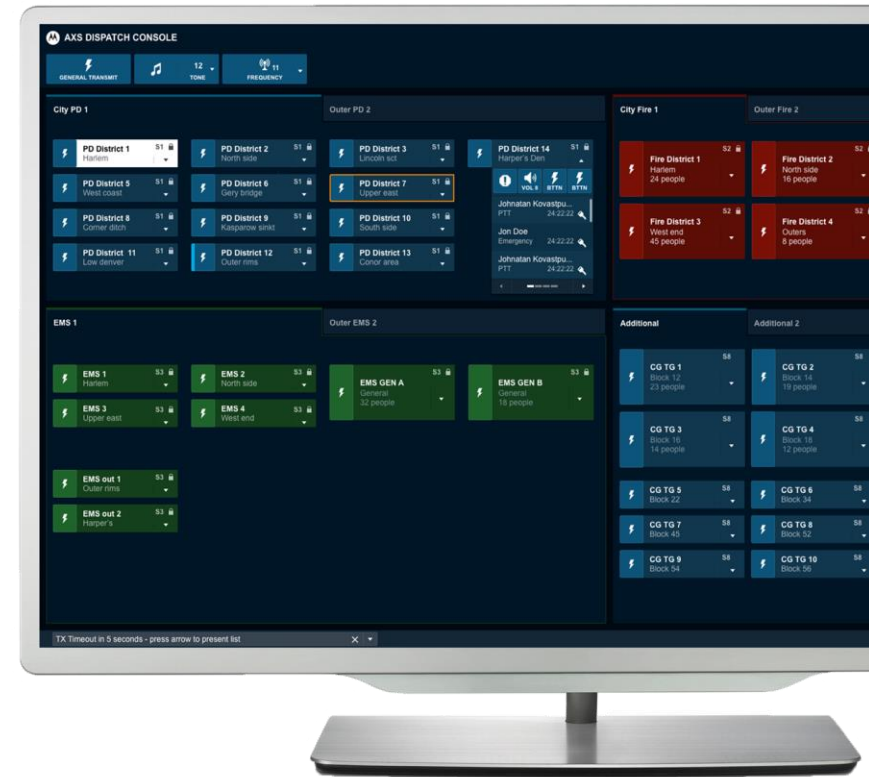 AXS DISPATCH CONSOLE
GENERAL TRANSMIT
12
TONE
11
FREQUENCY
City PD 1
Outer PD 2
PD District 1 S1
Harlem
PD District 2 S1
North side
PD District 3 S1
Lincoln sct
PD District 14 S1
Harper's Den
PD District 5 S1
West coast
PD District 6 S1
Gery bridge
PD District 7 S1
Upper east
VOL 8 BTTN BTTN
PD District 8 S1
Corner ditch
PD District 9 S1
Kasparow sinkt
PD District 10 S1
South side
Johnatan Kovastpu...
PTT 24:22:22
Jon Doe
Emergency 24:22:22
PD District 11 S1
Low denver
PD District 12 S1
Outer rims
PD District 13 S1
Conor area
Johnatan Kovastpu...
PTT 24:22:22
City Fire 1
Outer Fire 2
Fire District 1 S2
Harlem
24 people
Fire District 2 S2
North side
16 people
Fire District 3 S2
West end
45 people
Fire District 4 S2
Outers
8 people
EMS 1
Outer EMS 2
EMS 1 S3
Harlem
EMS 2 S3
North side
EMS GEN A S3
General
32 people
EMS GEN B S3
General
18 people
EMS 3 S3
Upper east
EMS 4 S3
West end
EMS out 1 S3
Outer rims
EMS out 2 S3
Harper's
Additional
Additional 2
CG TG 1 S8
Block 12
23 people
CG TG 2 S8
Block 14
19 people
CG TG 3 S8
Block 16
14 people
CG TG 4 S8
Block 18
12 people
CG TG 5 S8
Block 22
CG TG 6 S8
Block 34
CG TG 7 S8
Block 45
CG TG 8 S8
Block 52
CG TG 9 S8
Block 54
CG TG 10 S8
Block 56
TX Timeout in 5 seconds - press arrow to present list